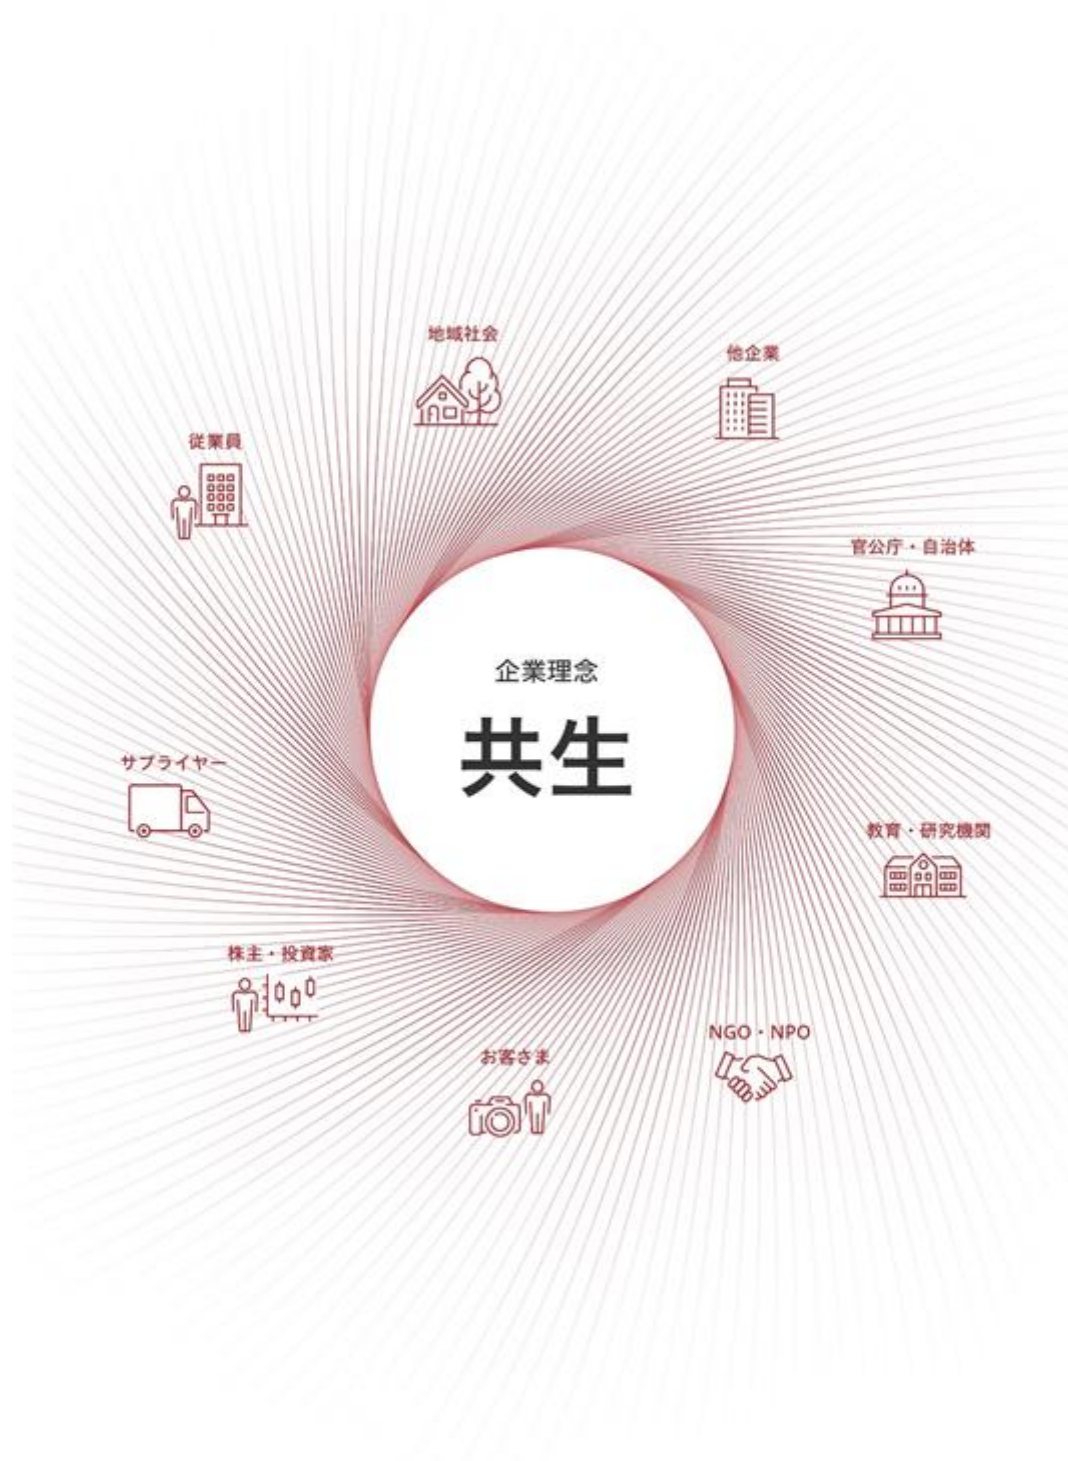 地域社会
他企業
従業員
官公庁・自治体
企業理念
共生
サプライヤー
教育・研究機関
株主・投資家
NGO・NPO
お客さま